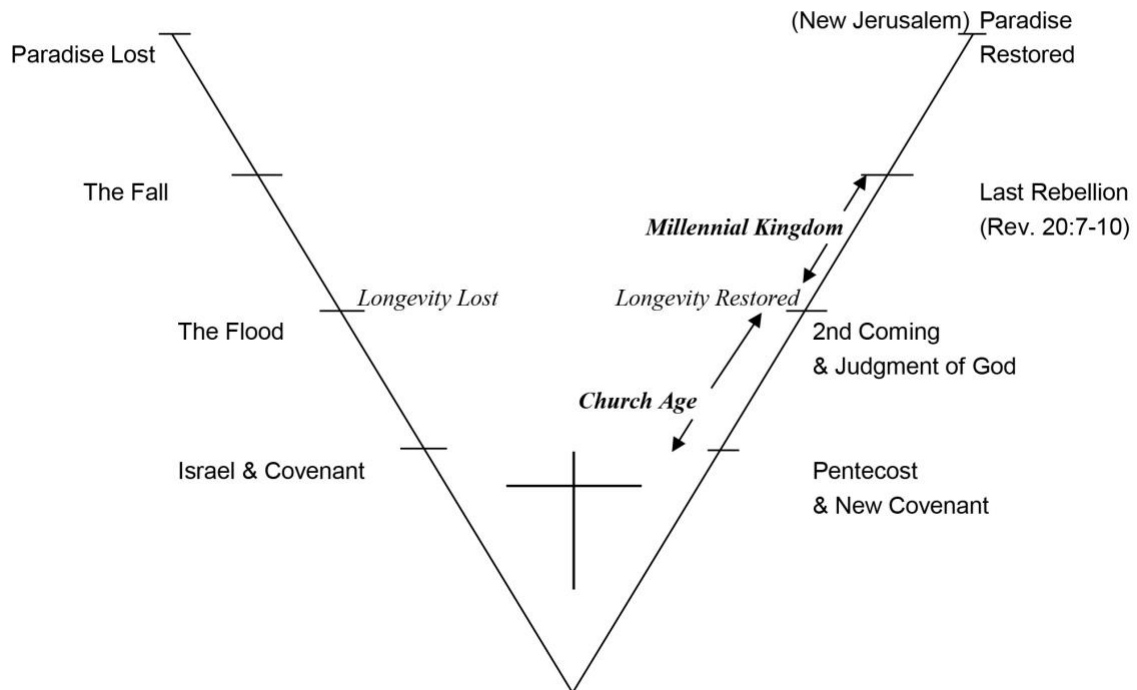 (New Jerusalem) Paradise
Paradise Lost
Restored
The Fall
Last Rebellion
(Rev. 20:7-10)
Millennial Kingdom
Longevity Lost
Longevity Restored
The Flood
2nd Coming
& Judgment of God
Church Age
Israel & Covenant
Pentecost
& New Covenant